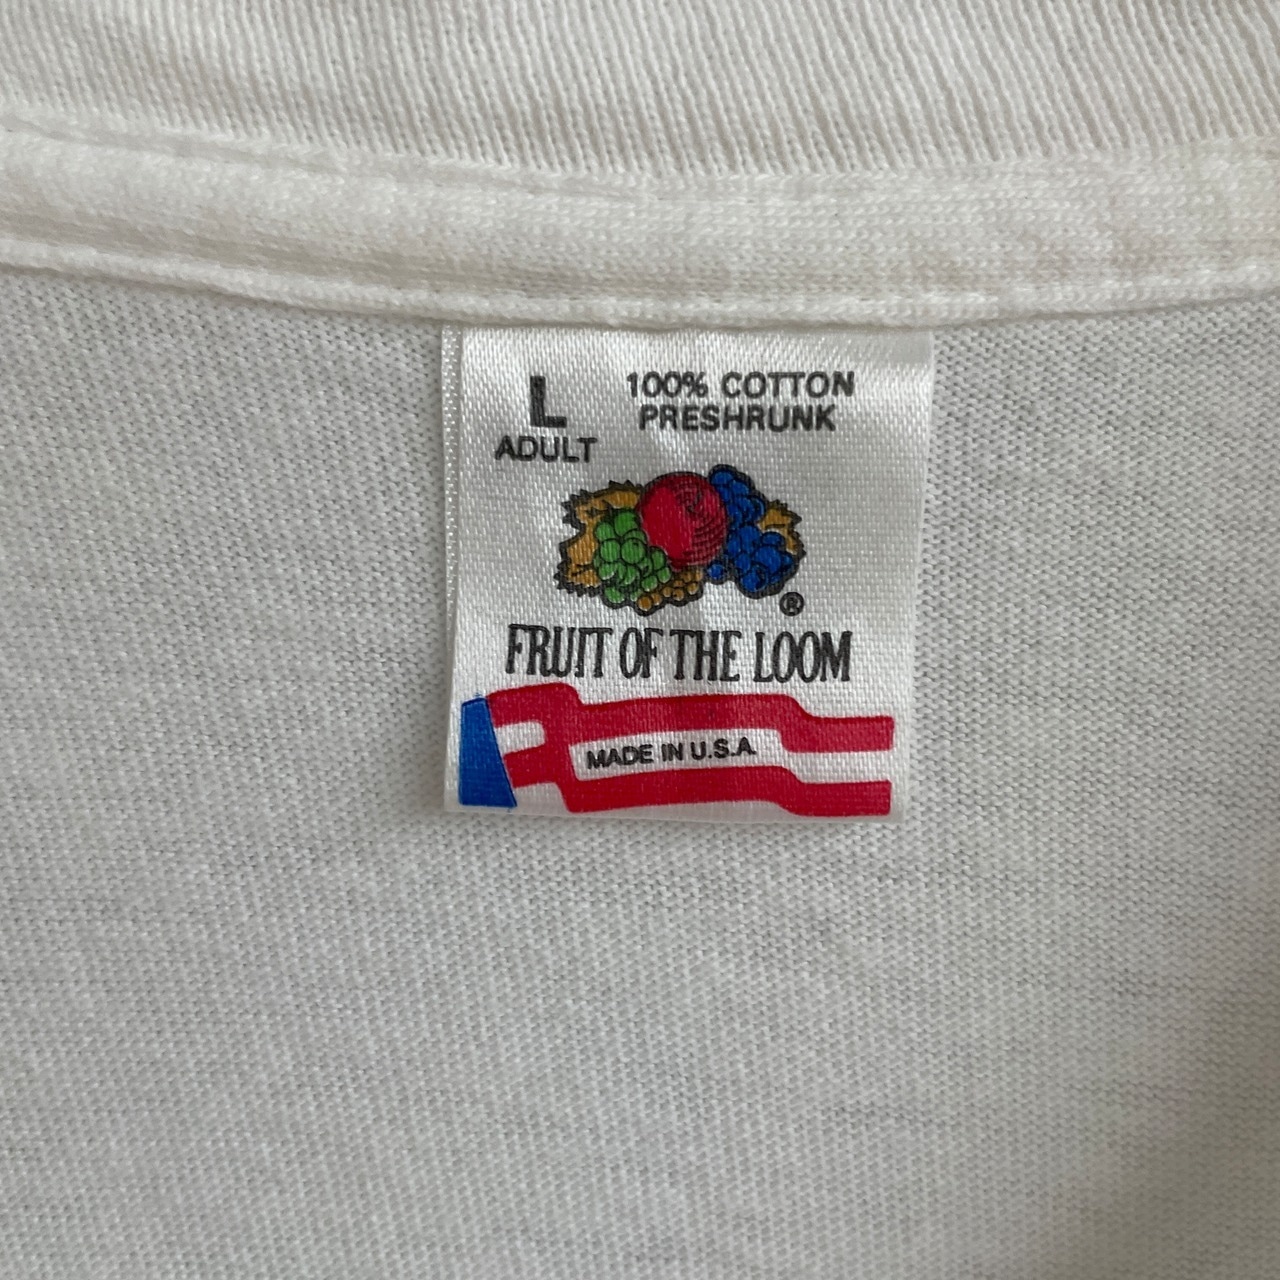 L
ADULT
100% COTTON
PRESHRUNK
®
FRUIT OF THE LOOM
MADE IN U.S.A.